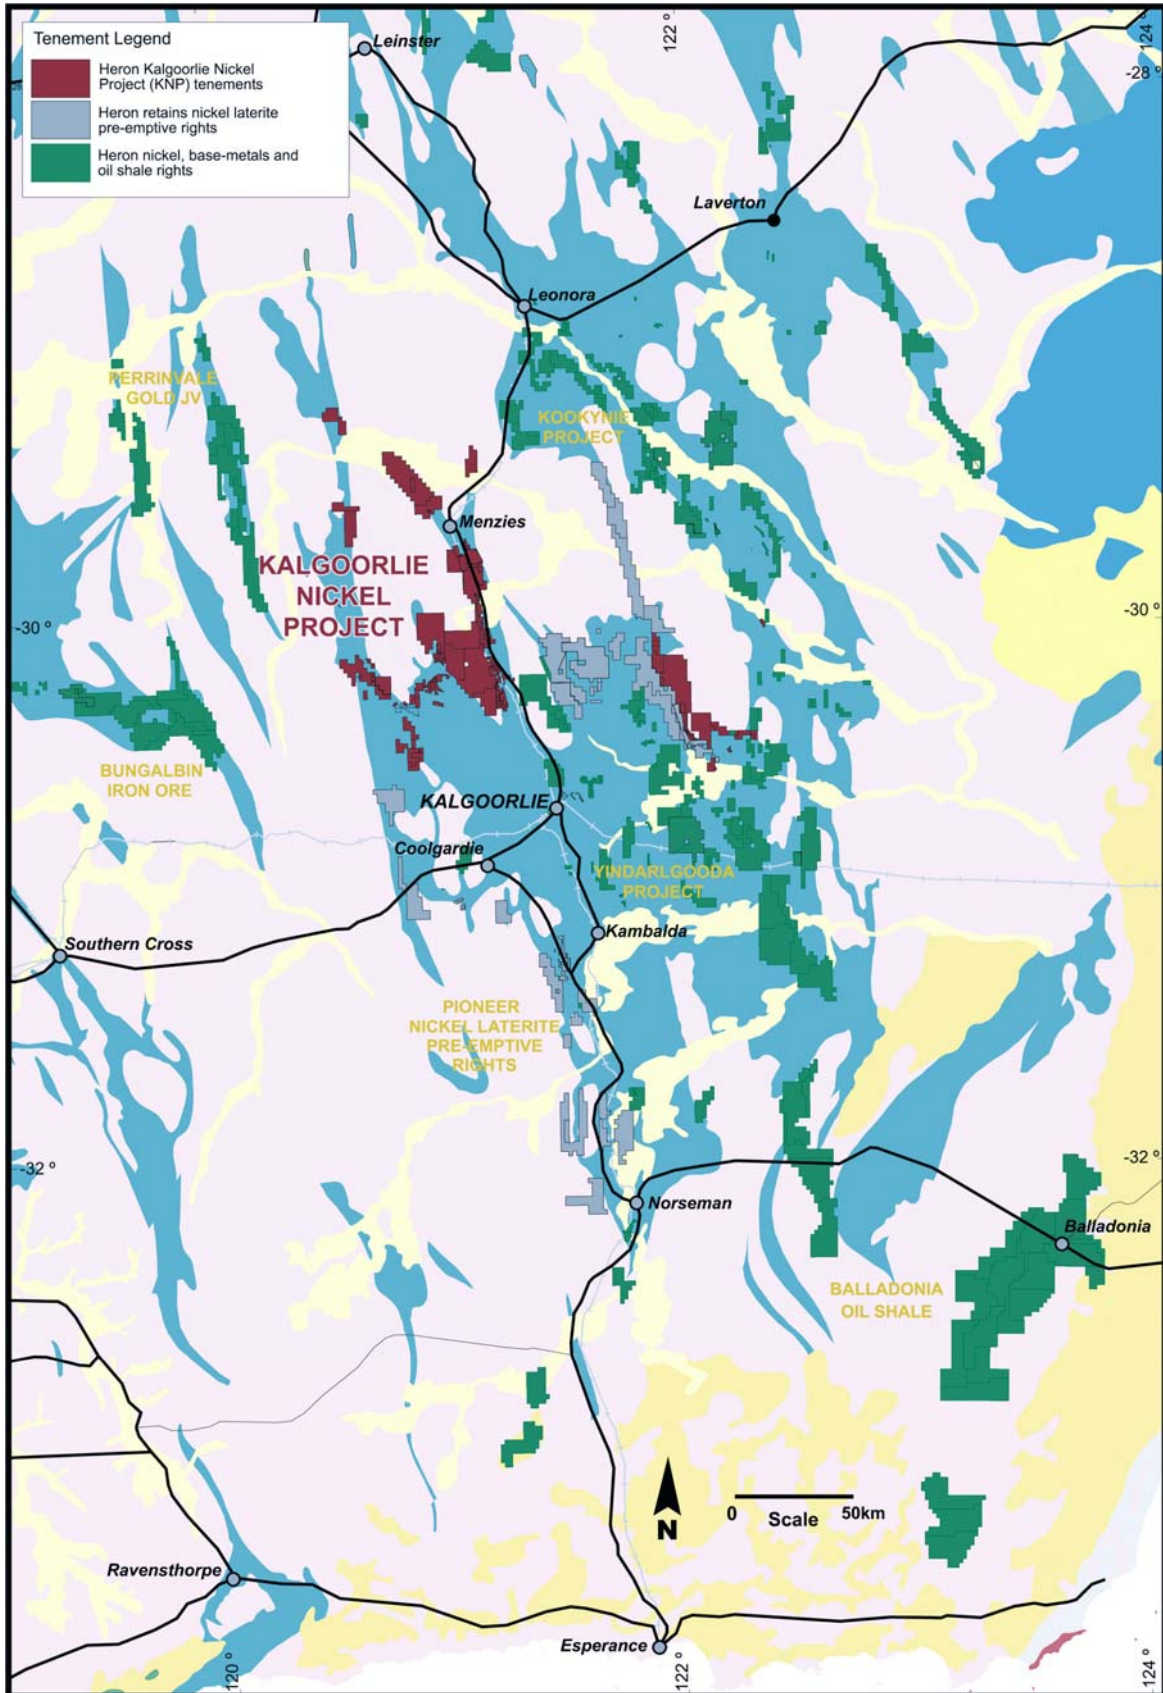 Tenement Legend
Heron Kalgoorlie Nickel
Project (KNP) tenements
Heron retains nickel laterite
pre-emptive rights
Heron nickel, base-metals and
oil shale rights
Leinster
122 °
124 °
-28 °
Laverton
Leonora
PERRINVALE
GOLD JV
KOOKYNIE
PROJECT
Menzies
KALGOORLIE
NICKEL
PROJECT
-30 °
-30 °
BUNGALBIN
IRON ORE
KALGOORLIE
Coolgardie
YINDARLGOODA
PROJECT
Southern Cross
Kambalda
PIONEER
NICKEL LATERITE
PRE-EMPTIVE
RIGHTS
-32 °
-32 °
Norseman
Balladonia
BALLADONIA
OIL SHALE
N
0
Scale
50km
Ravensthorpe
Esperance
120 °
122 °
124 °